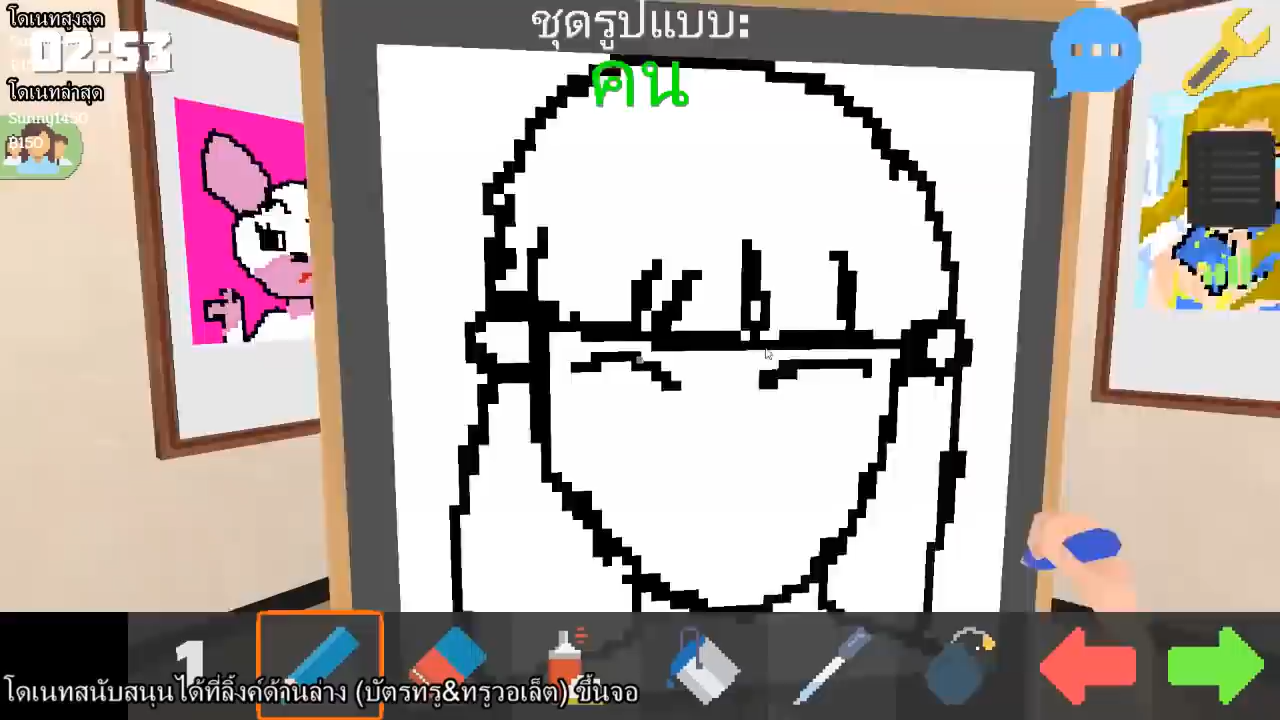 ชุดรูปแบบ:
คน
โดเนทสูงสุด
02:53
โดเนทล่าสุด
Sunny1450
฿150
1
โดเนทสนับสนุนได้ที่ลิ้งค์ด้านล่าง (บัตรทรู&ทรูวอเล็ต) ขึ้นจอ